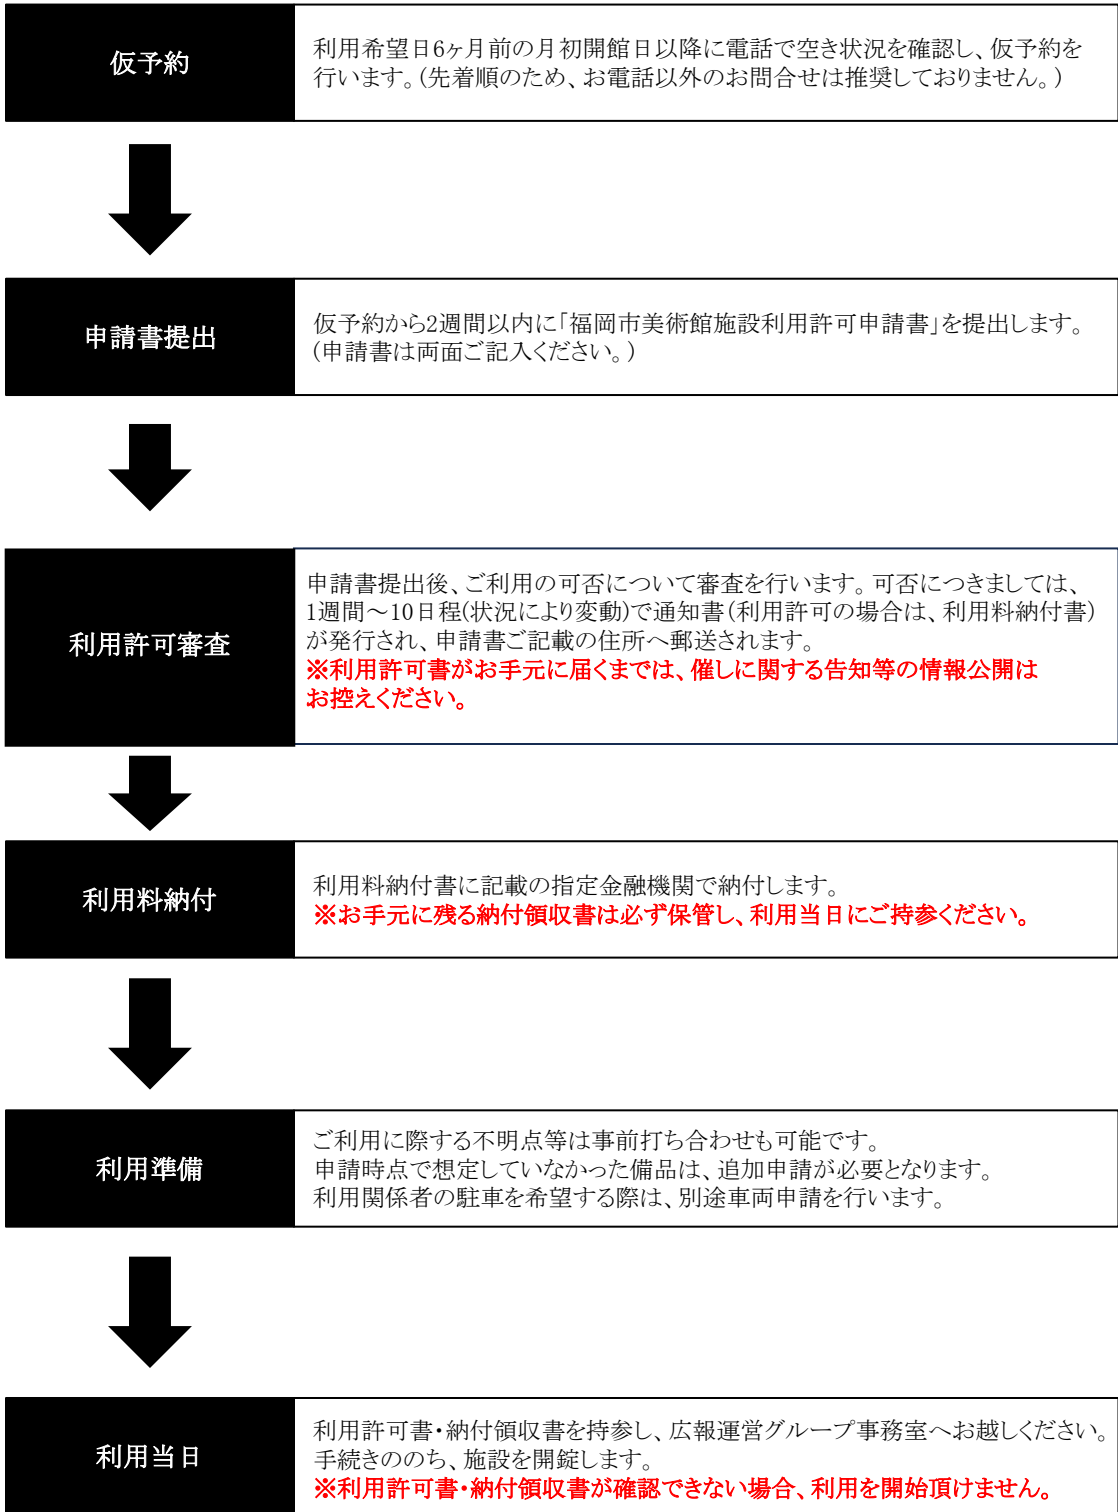 仮予約
利用希望日6ヶ月前の月初開館日以降に電話で空き状況を確認し、仮予約を
行います。(先着順のため、お電話以外のお問合せは推奨しておりません。)
申請書提出
仮予約から2週間以内に「福岡市美術館施設利用許可申請書」を提出します。
(申請書は両面ご記入ください。)
利用許可審査
申請書提出後、ご利用の可否について審査を行います。可否につきましては、
1週間～10日程(状況により変動)で通知書(利用許可の場合は、利用料納付書)
が発行され、申請書ご記載の住所へ郵送されます。
※利用許可書がお手元に届くまでは、催しに関する告知等の情報公開は
お控えください。
利用料納付
利用料納付書に記載の指定金融機関で納付します。
※お手元に残る納付領収書は必ず保管し、利用当日にご持参ください。
利用準備
ご利用に際する不明点等は事前打ち合わせも可能です。
申請時点で想定していなかった備品は、追加申請が必要となります。
利用関係者の駐車を希望する際は、別途車両申請を行います。
利用当日
利用許可書・納付領収書を持参し、広報運営グループ事務室へお越しください。
手続きののち、施設を開錠します。
※利用許可書・納付領収書が確認できない場合、利用を開始頂けません。